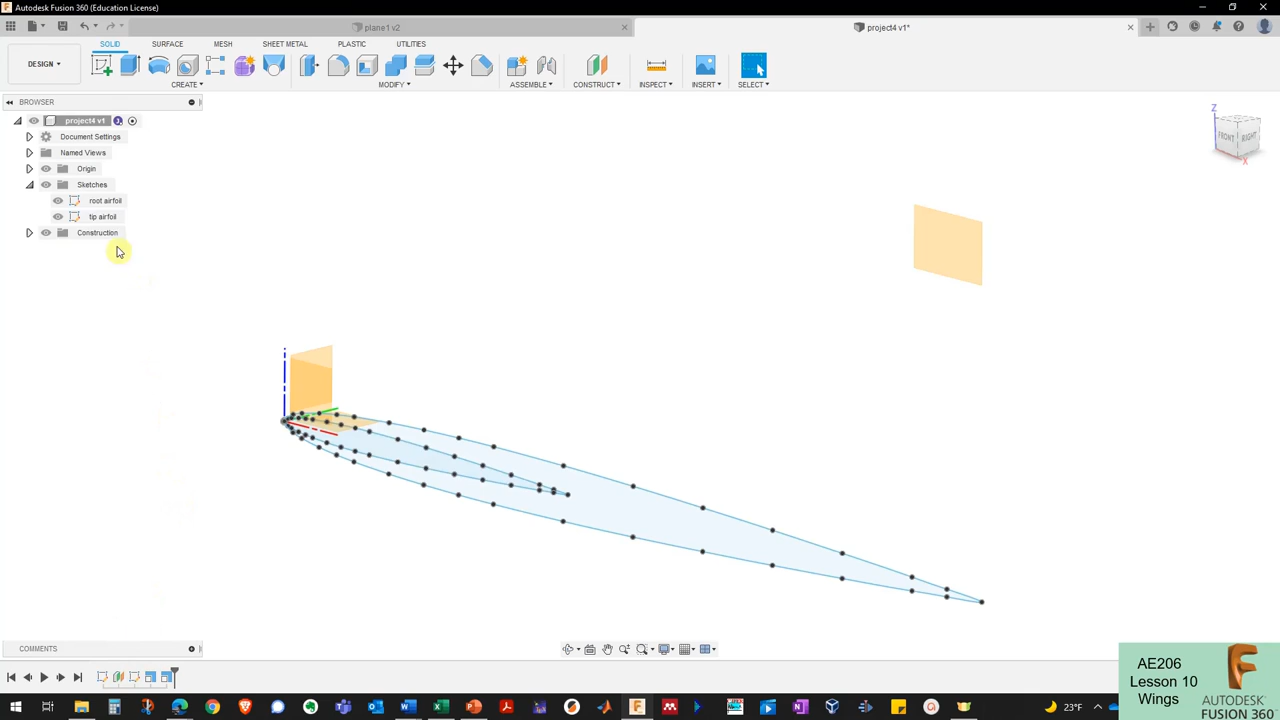 Autodesk Fusion 360 (Education License)
plane1 v2
project4 v1*
DESIGN
SOLID
SURFACE
MESH
SHEET METAL
PLASTIC
UTILITIES
CREATE
MODIFY
ASSEMBLE
CONSTRUCT
INSPECT
INSERT
SELECT
BROWSER
project4 v1
Document Settings
Named Views
Origin
Sketches
root airfoil
tip airfoil
Construction
Z
FRONT
RIGHT
X
COMMENTS
AE206
Lesson 10
Wings
AUTODESK
FUSION 360
23°F